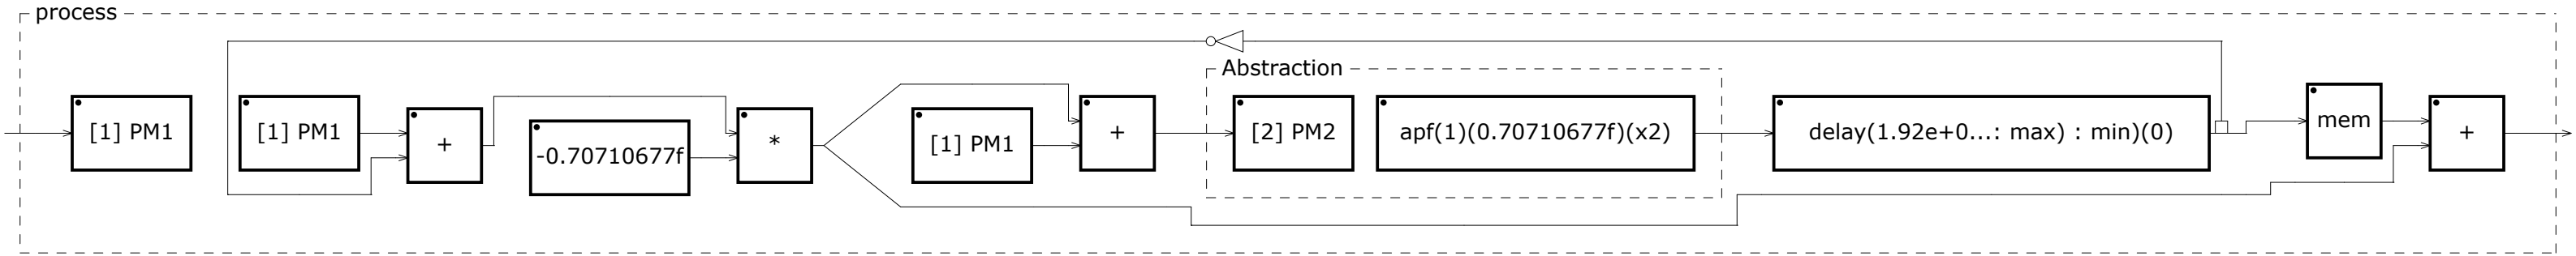 process
Abstraction
[1] PM1
[1] PM1
+
-0.70710677f
*
[1] PM1
+
[2] PM2
apf(1)(0.70710677f)(x2)
delay(1.92e+0...: max) : min)(0)
mem
+